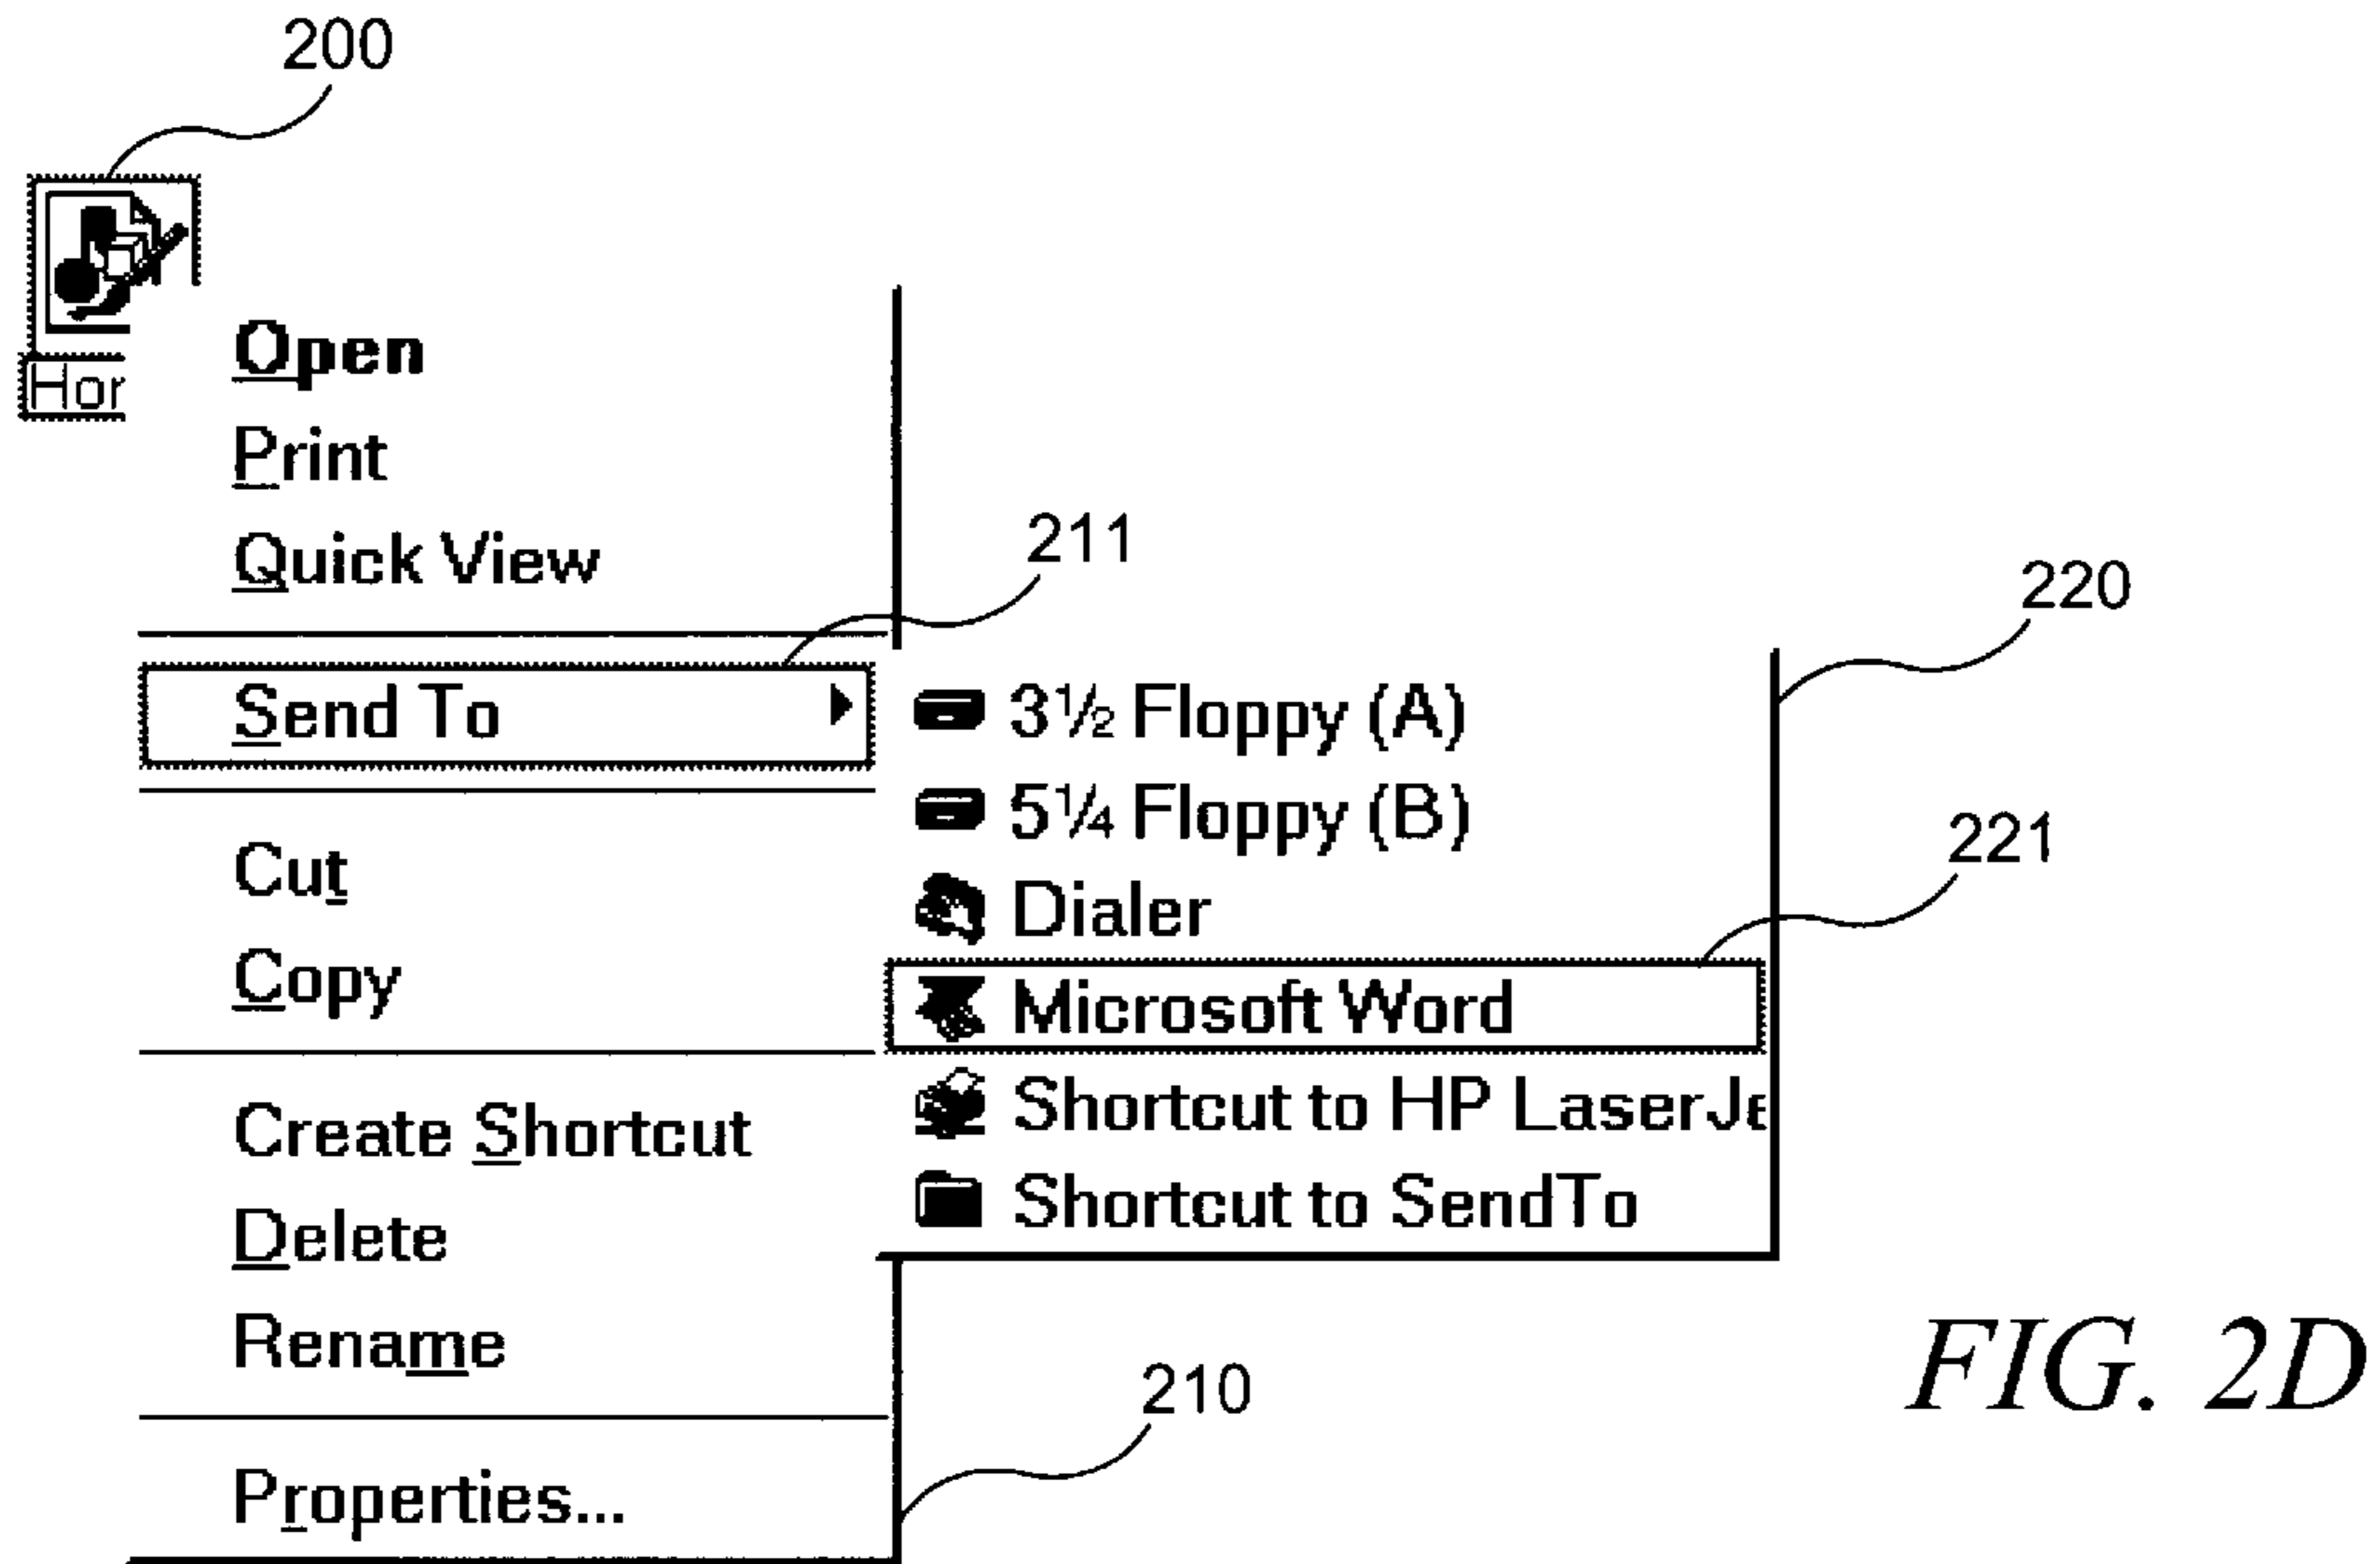 200
Hor
Open
Print
Quick View
211
Send To
220
3½ Floppy (A)
5¼ Floppy (B)
Dialer
221
Microsoft Word
Shortcut to HP LaserJe
Shortcut to SendTo
Cut
Copy
Create Shortcut
Delete
Rename
210
Properties...
FIG. 2D